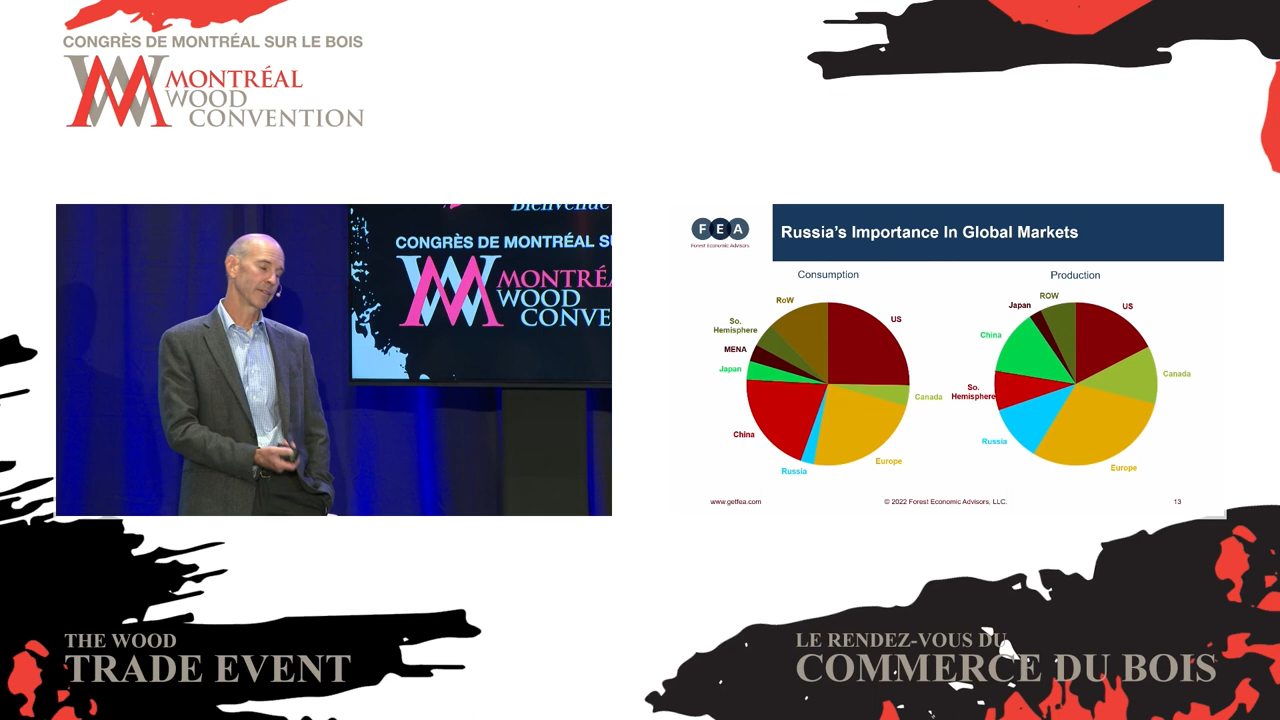 CONGRÈS DE MONTRÉAL SUR LE BOIS
MONTRÉAL
WOOD
CONVENTION
Bienvenue
CONGRÈS DE MONTRÉAL
MONTRÉA
WOOD
CONVE
FEA
Forest Economic Advisors
Russia's Importance In Global Markets
Consumption
RoW
US
So.
Hemisphere
MENA
Japan
Canada
China
Europe
Russia
Production
ROW
Japan
US
China
Canada
So.
Hemisphere
Russia
Europe
www.getfea.com
© 2022 Forest Economic Advisors, LLC.
13
THE WOOD
TRADE EVENT
LE RENDEZ-VOUS DU
COMMERCE DU BOIS